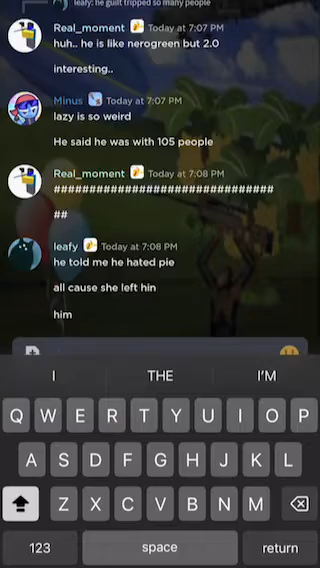 leafy: he guilt tripped so many people
Real_moment Today at 7:07 PM
huh.. he is like nerogreen but 2.0
interesting..
Minus Today at 7:07 PM
lazy is so weird
He said he was with 105 people
Real_moment Today at 7:08 PM
###############################
##
leafy Today at 7:08 PM
he told me he hated pie
all cause she left hin
him
I THE I'M
Q W E R T Y U I O P
A S D F G H J K L
Z X C V B N M
123 space return